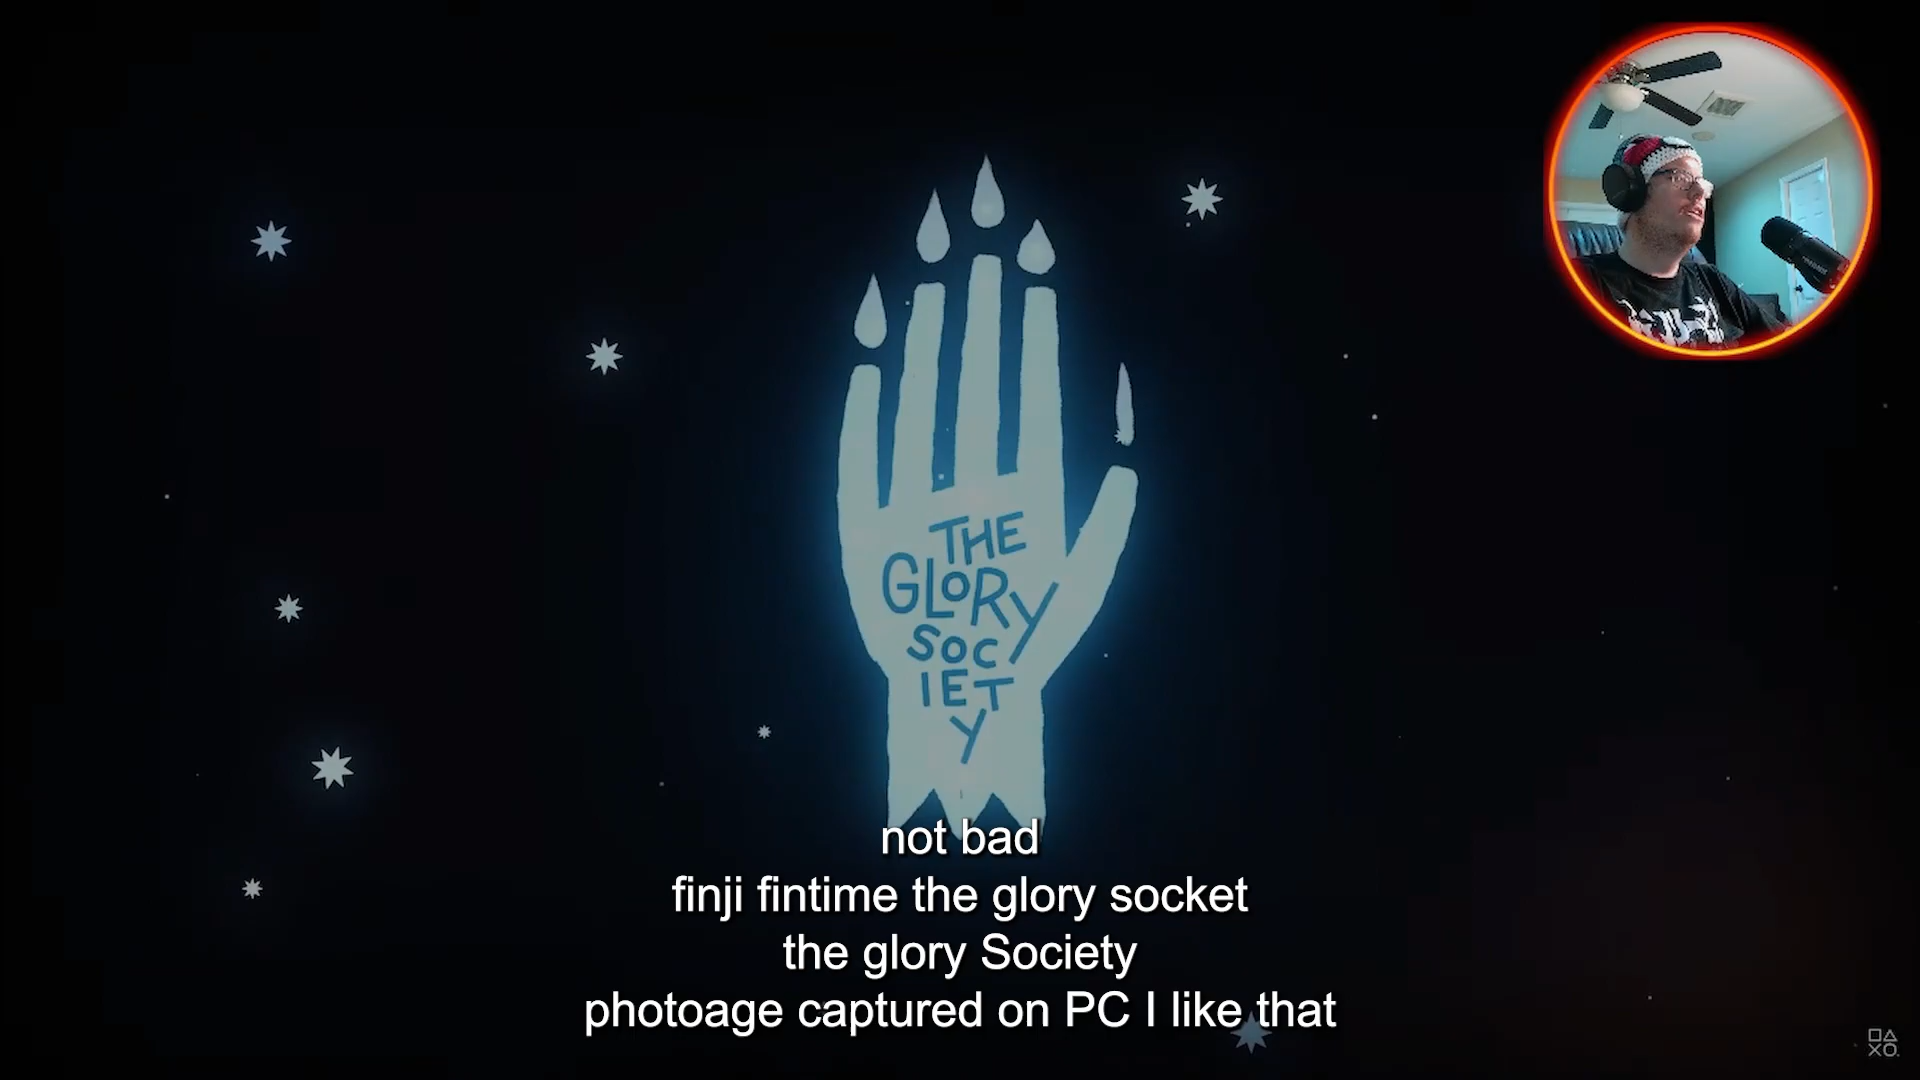 THE
GLORY
SOC
IET
Y
not bad
finji fintime the glory socket
the glory Society
photoage captured on PC I like that